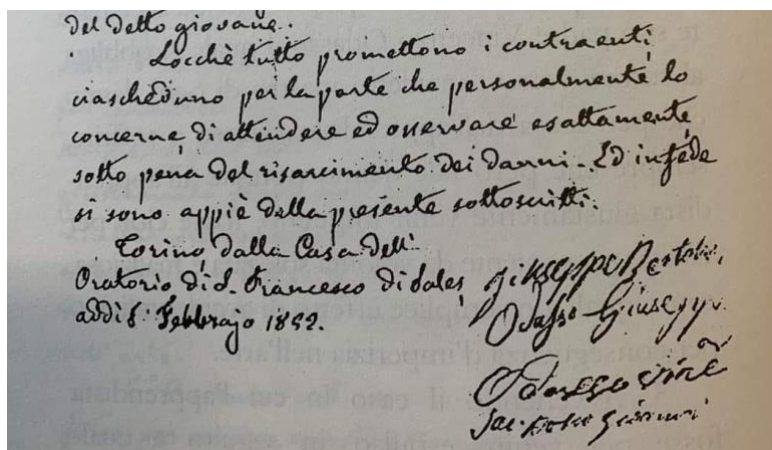 del detto giovane.
Locchè tutto promettono i contraenti
ciascheduno per la parte che personalmente lo
concerne di attendere ed osservare esattamente
sotto pena del risarcimento dei danni. Ed in fede
si sono appiè della presente sottoscritti.
Torino dalla Casa dell'
Oratorio di S. Francesco di Sales
addi 8. Febbrajo 1852.
Giuseppe Bertolino
Odasso Giuseppe
Odasso
Sac. Bosco Giovanni